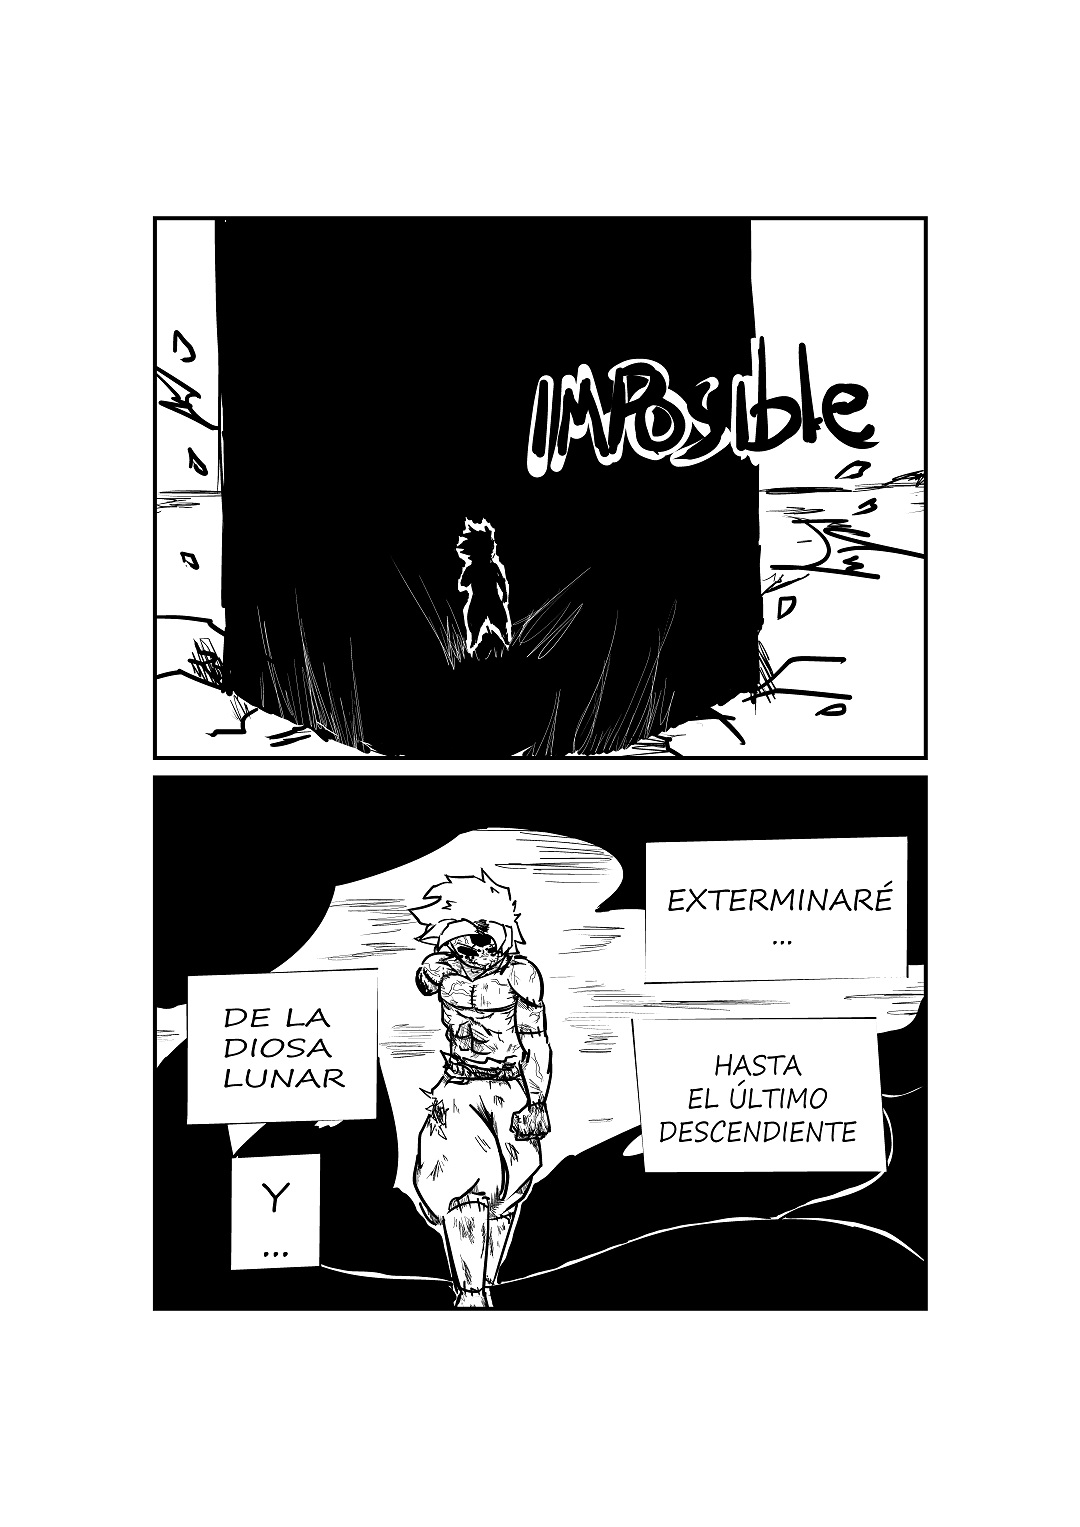 IMPOsible
EXTERMINARÉ
...
HASTA
EL ÚLTIMO
DESCENDIENTE
DE LA
DIOSA
LUNAR
Y
...